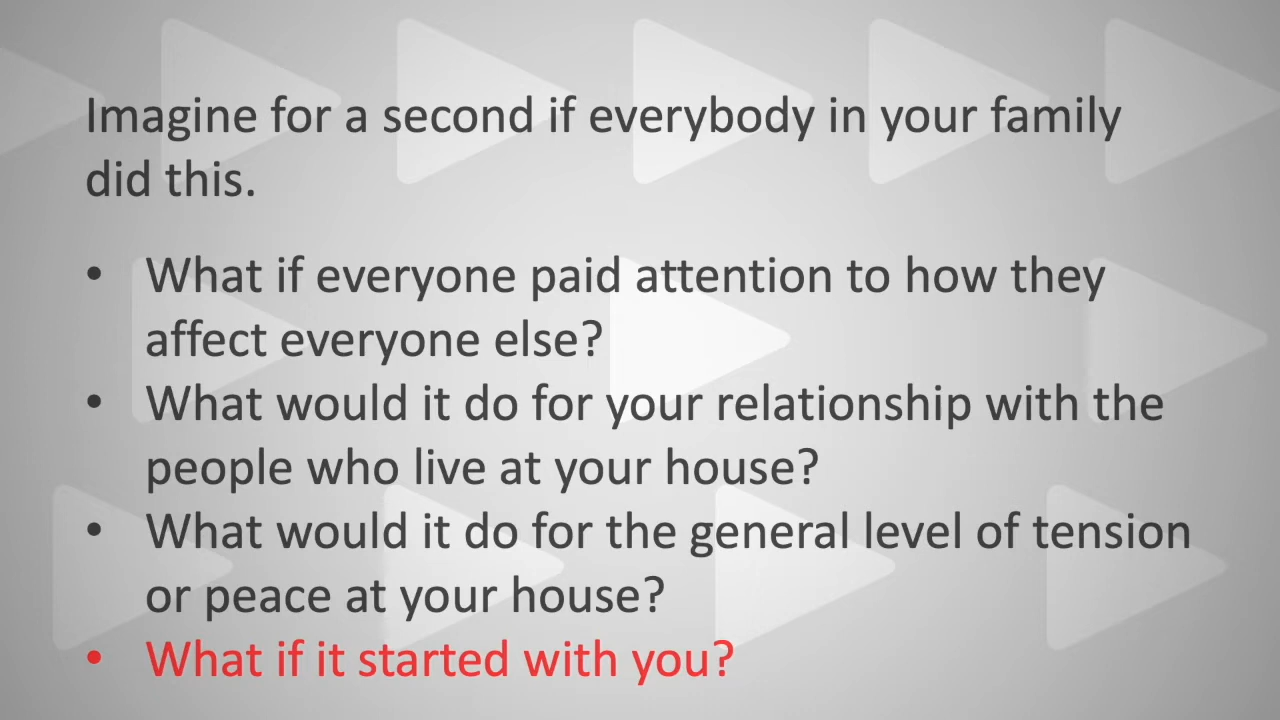 Imagine for a second if everybody in your family
did this.
• What if everyone paid attention to how they
affect everyone else?
• What would it do for your relationship with the
people who live at your house?
• What would it do for the general level of tension
or peace at your house?
• What if it started with you?